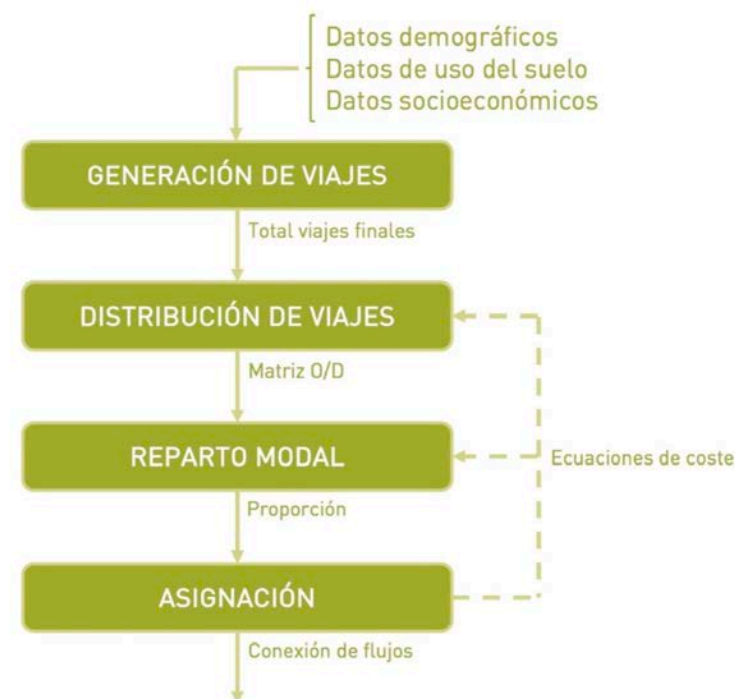 Datos demográficos
Datos de uso del suelo
Datos socioeconómicos
GENERACIÓN DE VIAJES
Total viajes finales
DISTRIBUCIÓN DE VIAJES
Matriz O/D
REPARTO MODAL
Ecuaciones de coste
Proporción
ASIGNACIÓN
Conexión de flujos